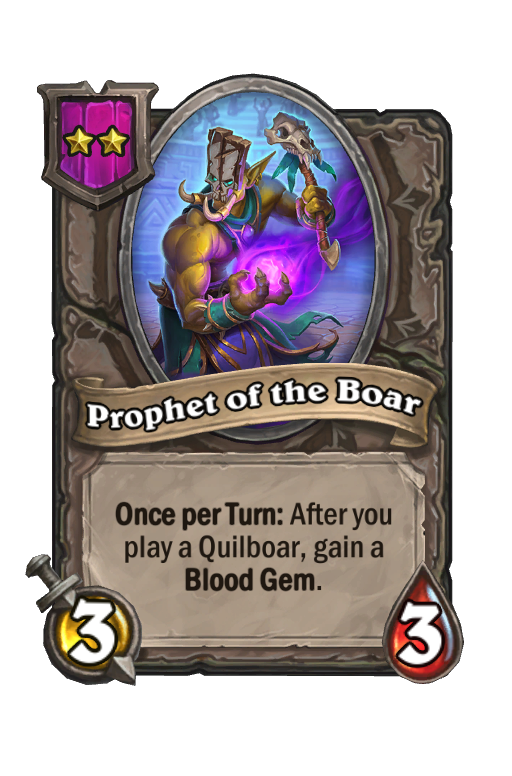 Prophet of the Boar
Once per Turn: After you
play a Quilboar, gain a
Blood Gem.
3
3